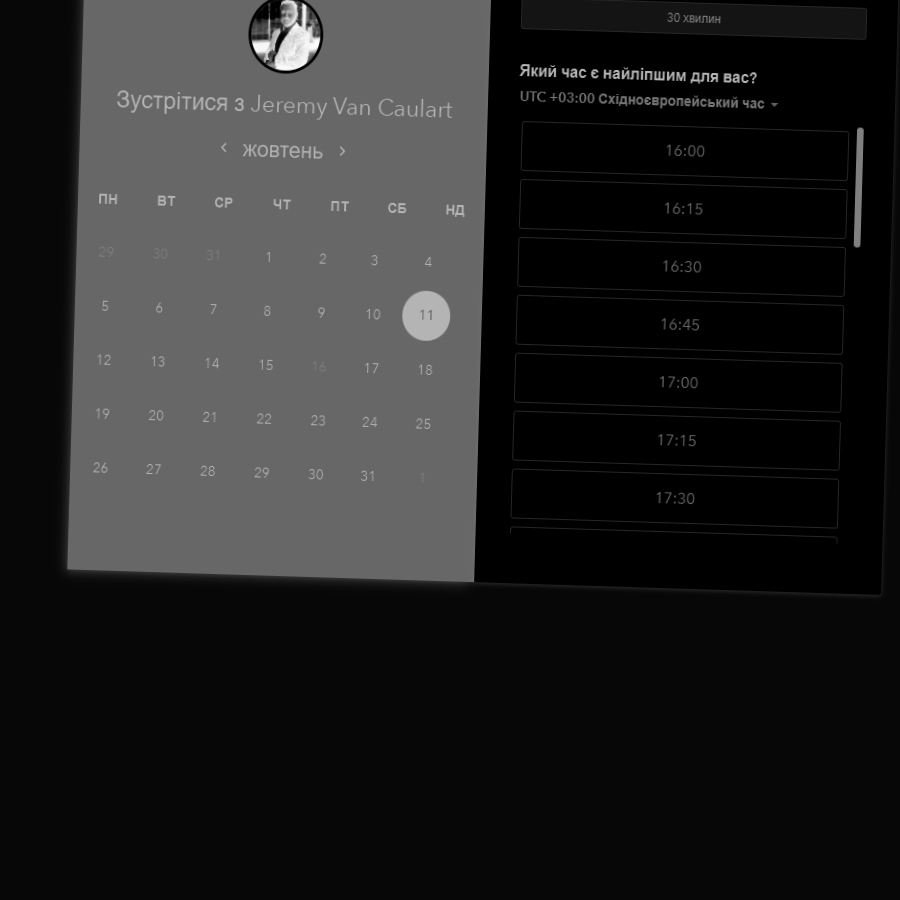 Зустрітися з Jeremy Van Caulart
жовтень
ПН ВТ СР ЧТ ПТ СБ НД
29 30 31 1 2 3 4
5 6 7 8 9 10 11
12 13 14 15 16 17 18
19 20 21 22 23 24 25
26 27 28 29 30 31 1
30 хвилин
Який час є найліпшим для вас?
UTC +03:00 Східноєвропейський час
16:00
16:15
16:30
16:45
17:00
17:15
17:30